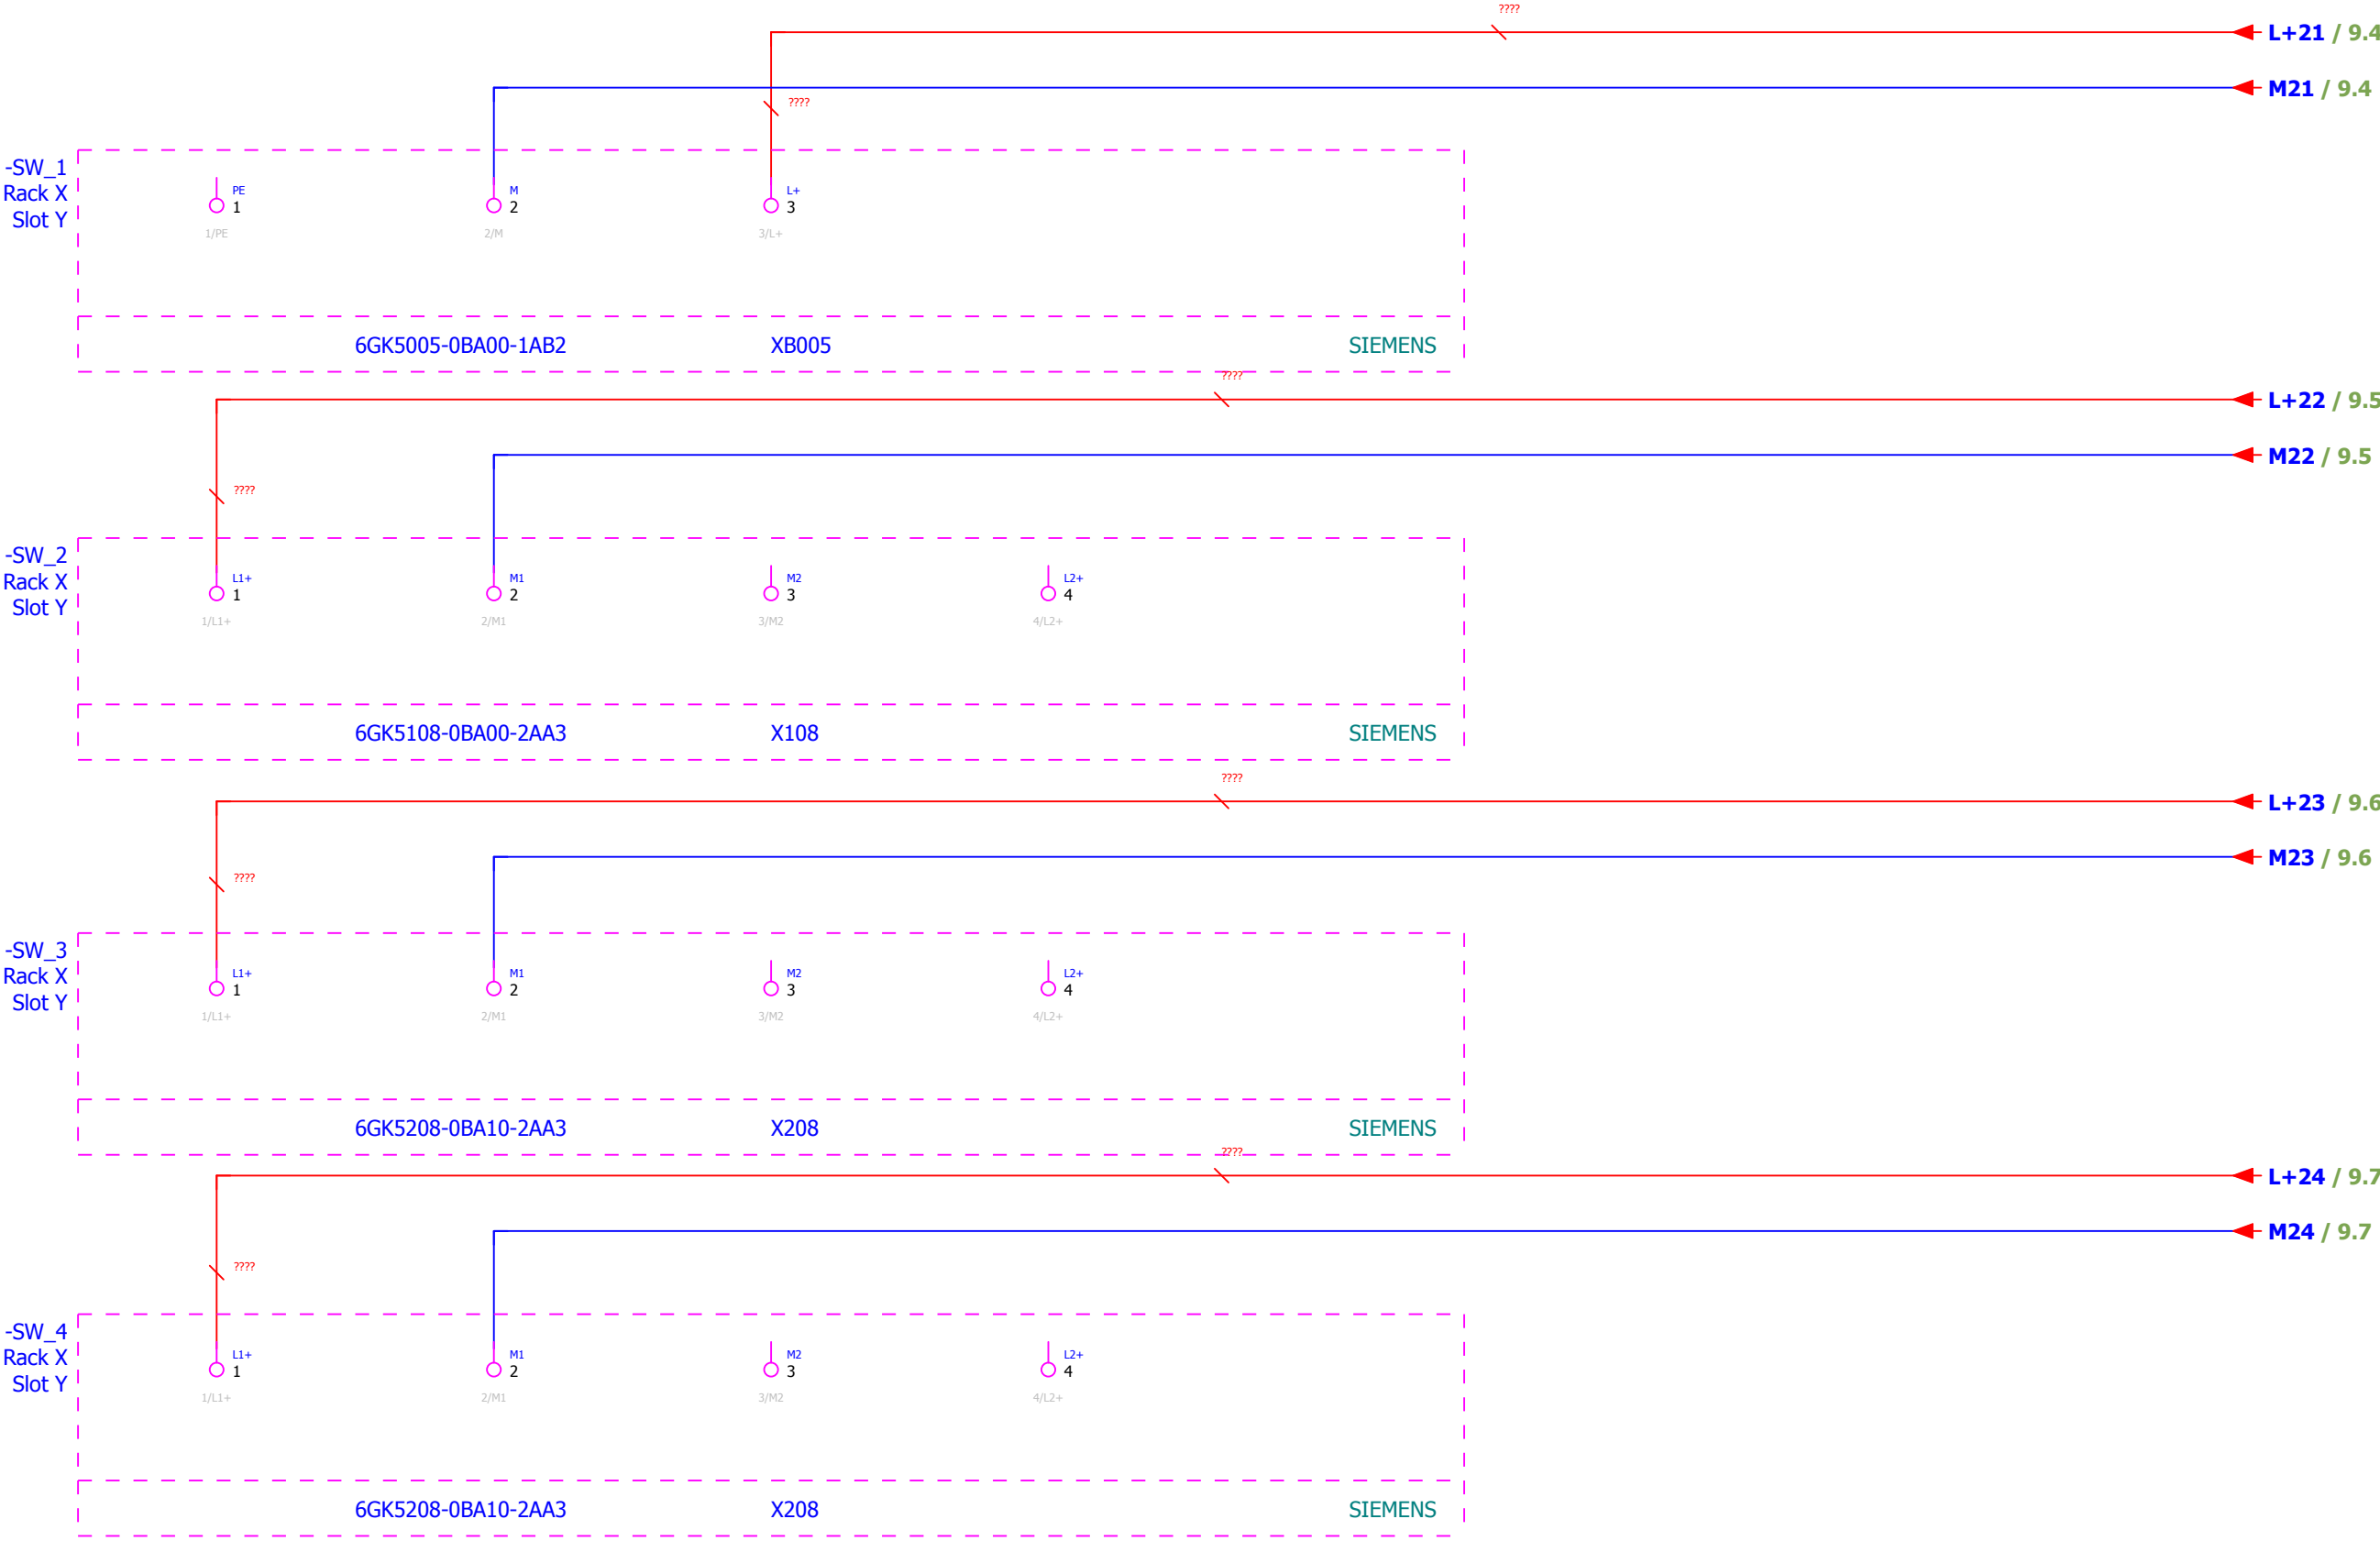 ????
L+21 / 9.4
M21 / 9.4
????
-SW_1
Rack X
Slot Y
PE
1
1/PE
M
2
2/M
L+
3
3/L+
6GK5005-0BA00-1AB2 XB005 SIEMENS
????
L+22 / 9.5
M22 / 9.5
????
-SW_2
Rack X
Slot Y
L1+
1
1/L1+
M1
2
2/M1
M2
3
3/M2
L2+
4
4/L2+
6GK5108-0BA00-2AA3 X108 SIEMENS
????
L+23 / 9.6
M23 / 9.6
????
-SW_3
Rack X
Slot Y
L1+
1
1/L1+
M1
2
2/M1
M2
3
3/M2
L2+
4
4/L2+
6GK5208-0BA10-2AA3 X208 SIEMENS
????
L+24 / 9.7
M24 / 9.7
????
-SW_4
Rack X
Slot Y
L1+
1
1/L1+
M1
2
2/M1
M2
3
3/M2
L2+
4
4/L2+
6GK5208-0BA10-2AA3 X208 SIEMENS